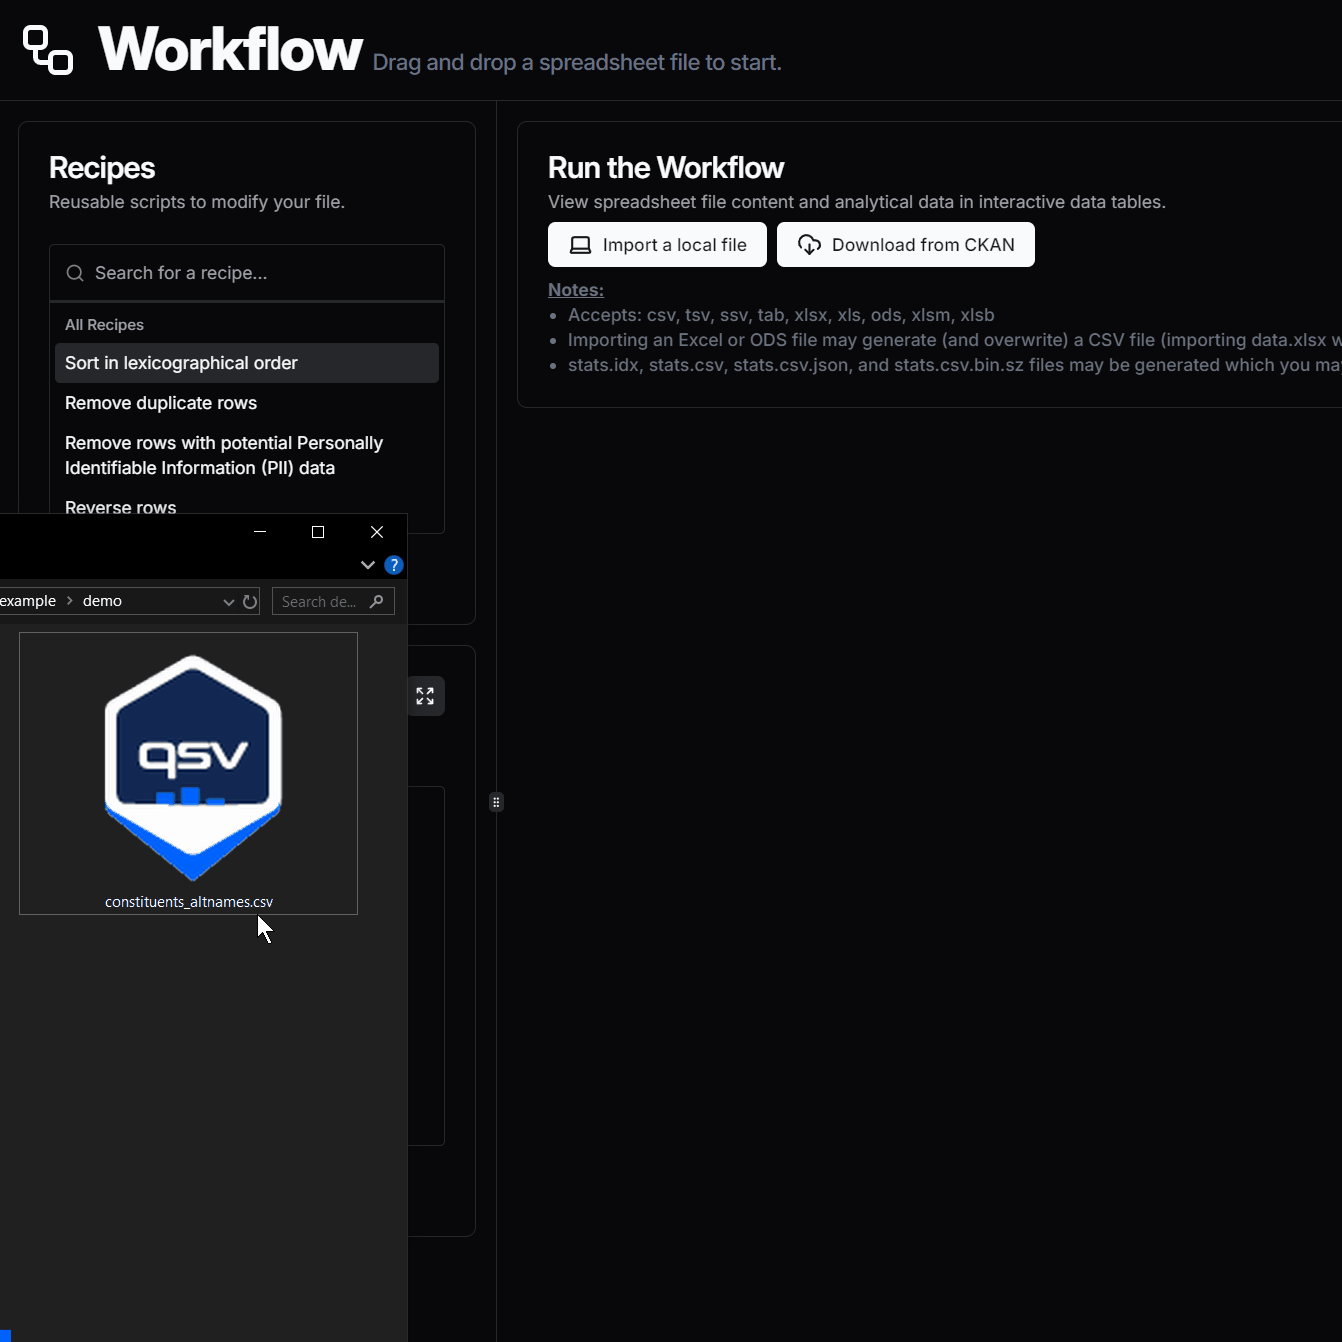 Workflow Drag and drop a spreadsheet file to start.
Recipes
Reusable scripts to modify your file.
Search for a recipe...
All Recipes
Sort in lexicographical order
Remove duplicate rows
Remove rows with potential Personally
Identifiable Information (PII) data
Reverse rows
Run the Workflow
View spreadsheet file content and analytical data in interactive data tables.
Import a local file
Download from CKAN
Notes:
• Accepts: csv, tsv, ssv, tab, xlsx, xls, ods, xlsm, xlsb
• Importing an Excel or ODS file may generate (and overwrite) a CSV file (importing data.xlsx w
• stats.idx, stats.csv, stats.csv.json, and stats.csv.bin.sz files may be generated which you ma
?
example > demo
Search de...
qsv
constituents_altnames.csv